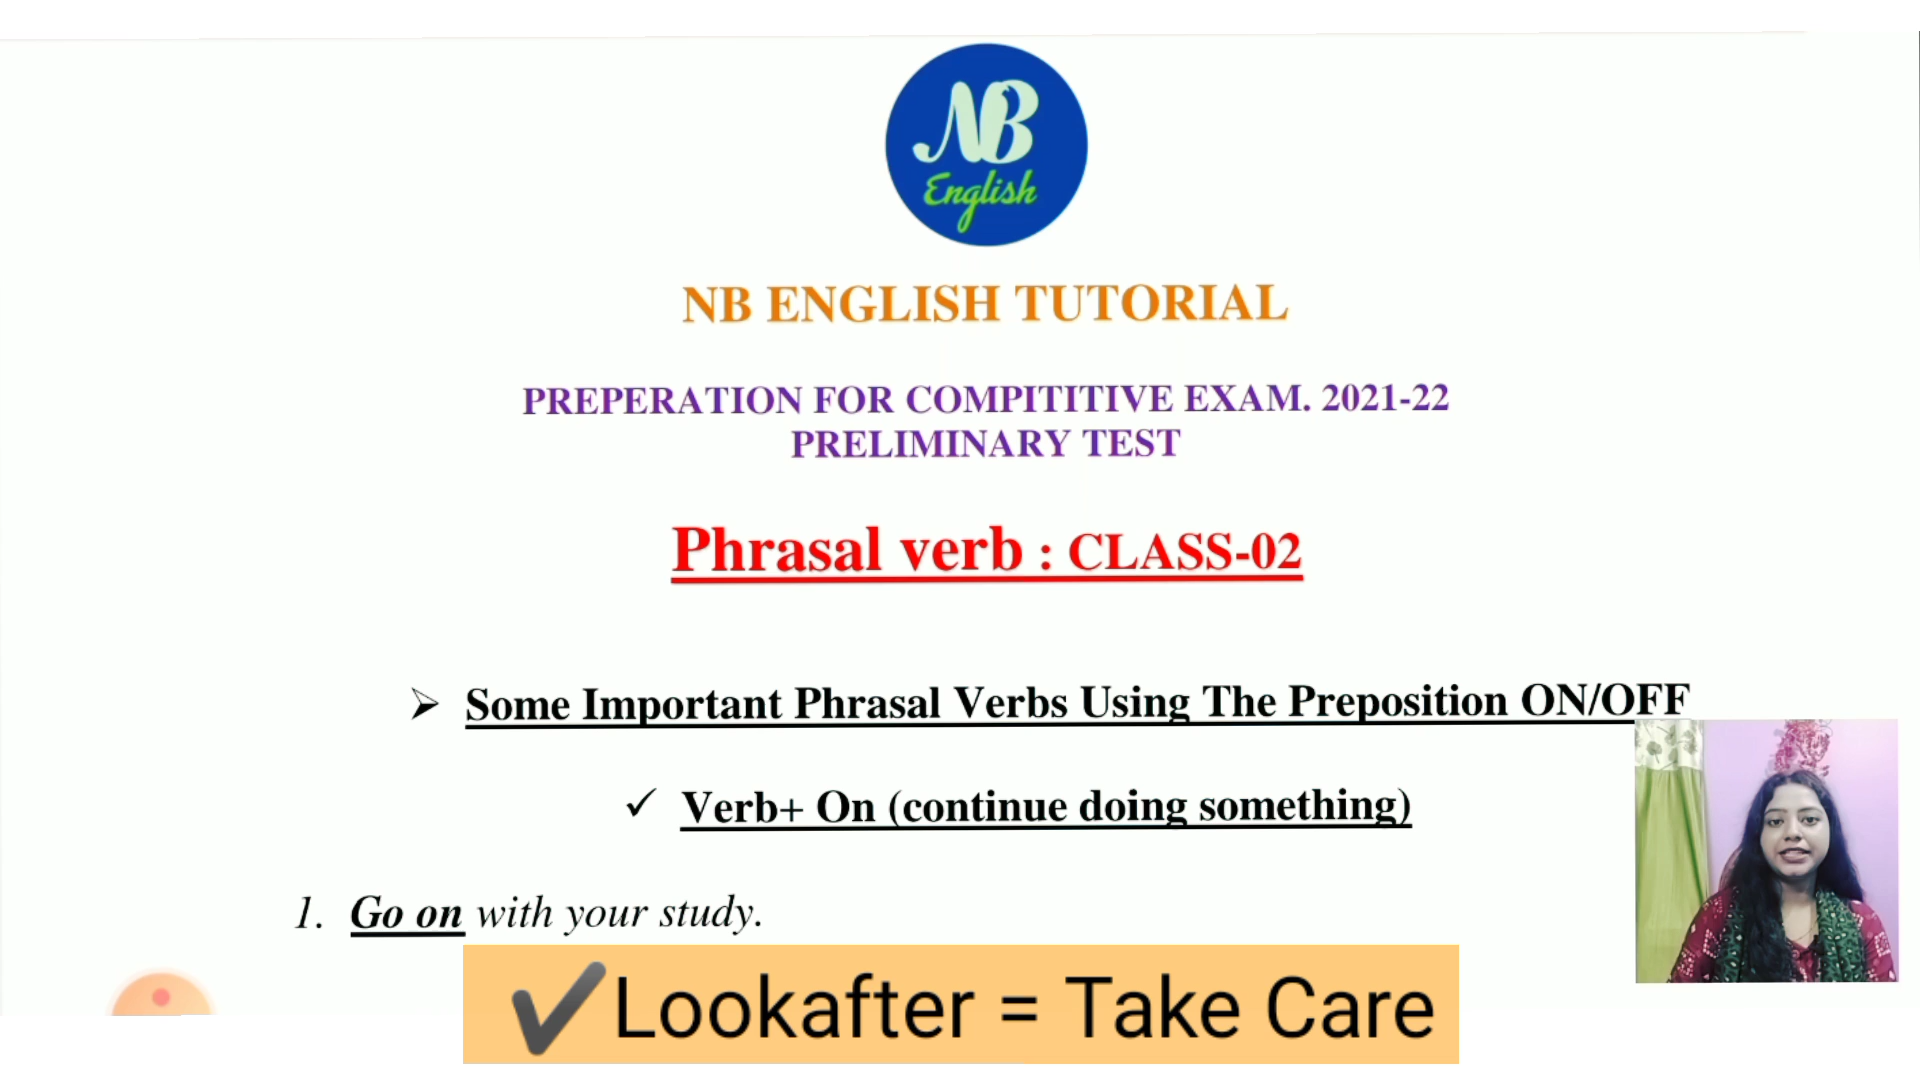 NB
English
NB ENGLISH TUTORIAL
PREPERATION FOR COMPITITIVE EXAM. 2021-22
PRELIMINARY TEST
Phrasal verb : CLASS-02
➢ Some Important Phrasal Verbs Using The Preposition ON/OFF
✓ Verb+ On (continue doing something)
1. Go on with your study.
✔Lookafter = Take Care